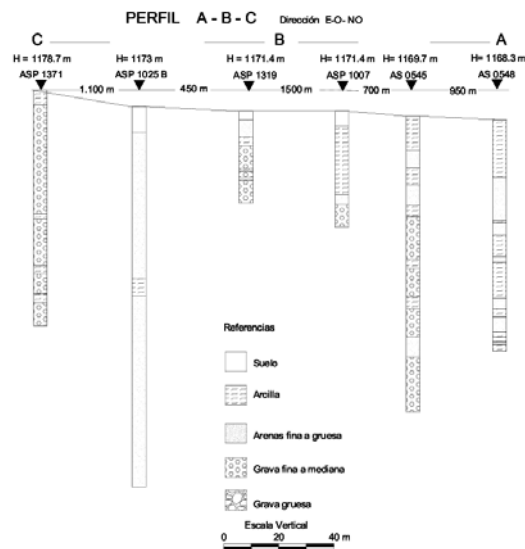 PERFIL A - B - C Dirección E-O- NO
C B A
H = 1178.7 m H= 1173 m H= 1171.4 m H= 1171.4 m H= 1169.7 m H= 1168.3 m
ASP 1371 ASP 1025 B ASP 1319 ASP 1007 AS 0545 AS 0548
1.100 m 450 m 1500 m 700 m 950 m
Referencias
Suelo
Arcilla
Arenas fina a gruesa
Grava fina a mediana
Grava gruesa
Escala Vertical
0 10 20 40 m